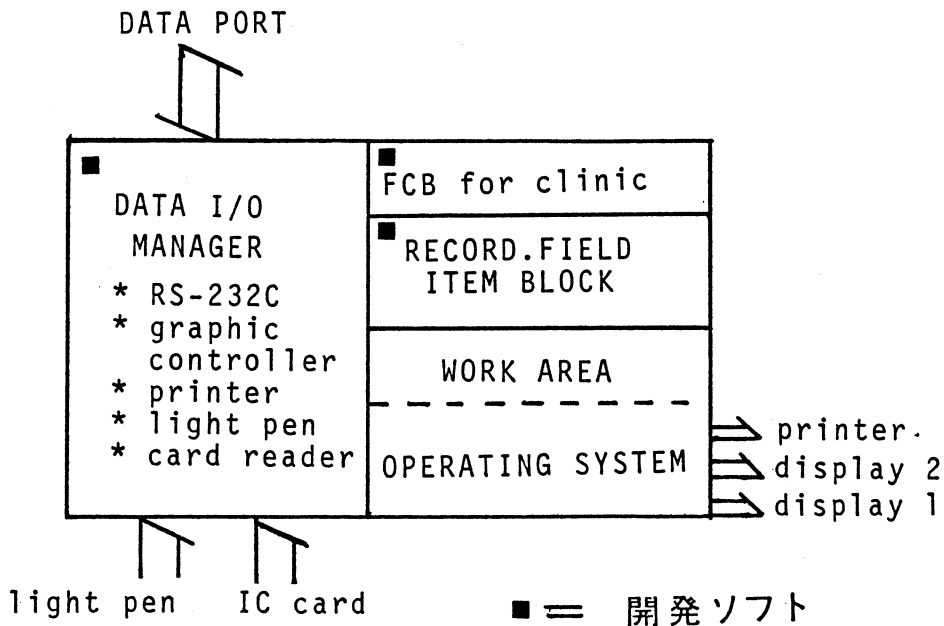 DATA PORT
■
DATA I/O
MANAGER
* RS-232C
* graphic
controller
* printer
* light pen
* card reader
■
FCB for clinic
■
RECORD.FIELD
ITEM BLOCK
WORK AREA
OPERATING SYSTEM
printer.
display 2
display 1
light pen
IC card
■ = 開発ソフト